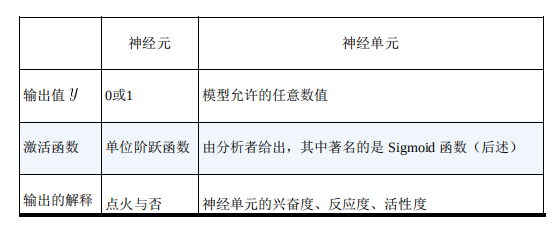 神经元 神经单元
输出值 y 0或1 模型允许的任意数值
激活函数 单位阶跃函数 由分析者给出，其中著名的是 Sigmoid 函数（后述）
输出的解释 点火与否 神经单元的兴奋度、反应度、活性度